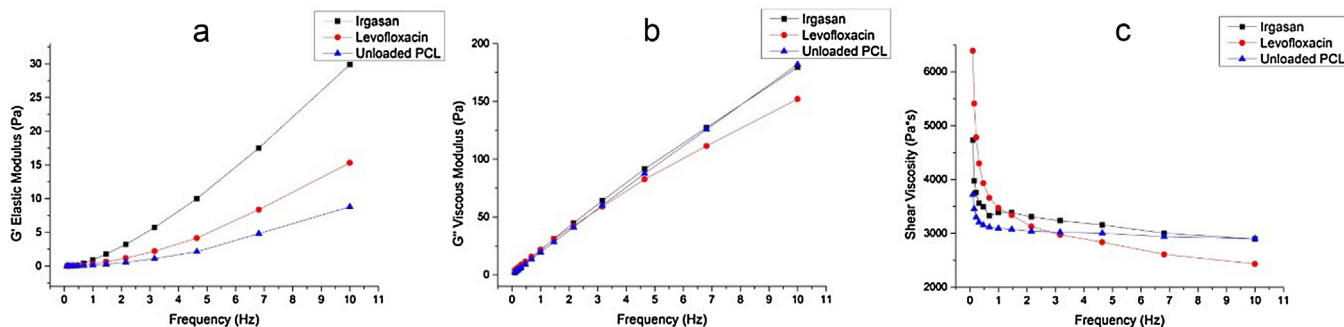 a
Irgasan
Levofloxacin
Unloaded PCL
G' Elastic Modulus (Pa)
30
25
20
15
10
5
0
0 1 2 3 4 5 6 7 8 9 10 11
Frequency (Hz)
b
Irgasan
Levofloxacin
Unloaded PCL
G'' Viscous Modulus (Pa)
200
150
100
50
0
0 1 2 3 4 5 6 7 8 9 10 11
Frequency (Hz)
c
Irgasan
Levofloxacin
Unloaded PCL
Shear Viscosity (Pa*s)
6000
5000
4000
3000
2000
0 1 2 3 4 5 6 7 8 9 10 11
Frequency (Hz)